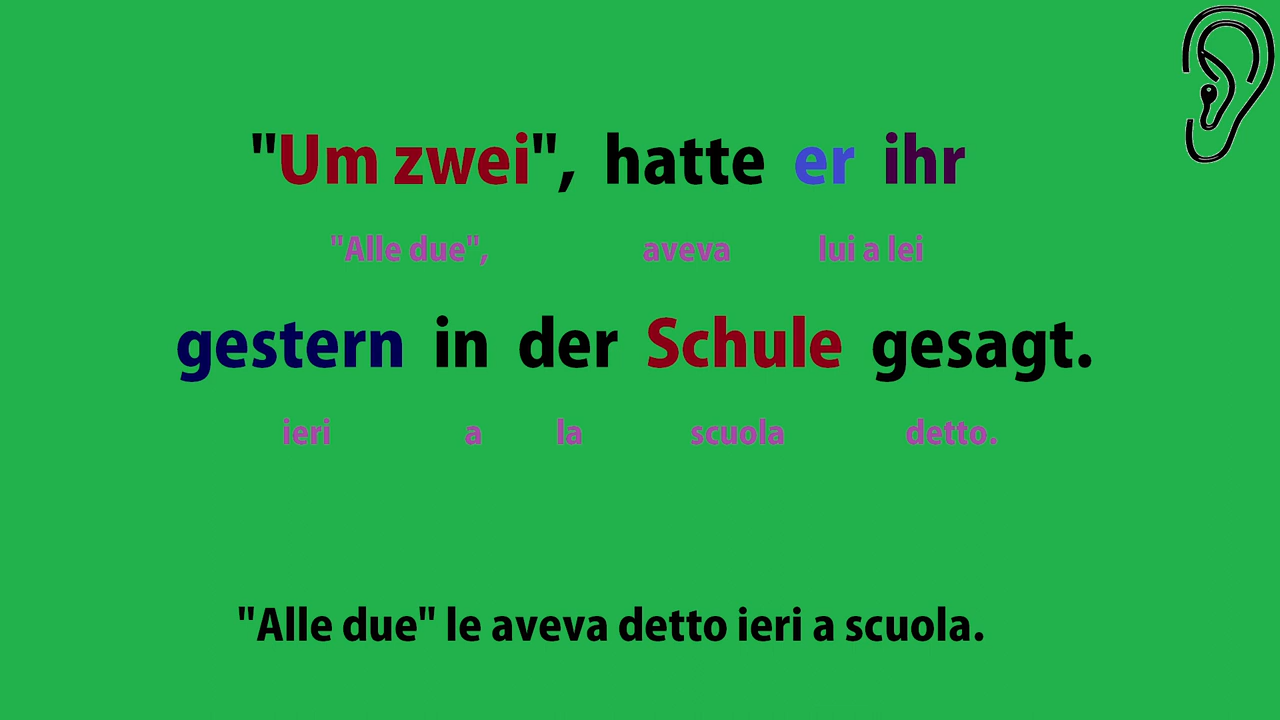 "Um zwei", hatte er ihr
"Alle due", aveva lui a lei
gestern in der Schule gesagt.
ieri a la scuola detto.
"Alle due" le aveva detto ieri a scuola.